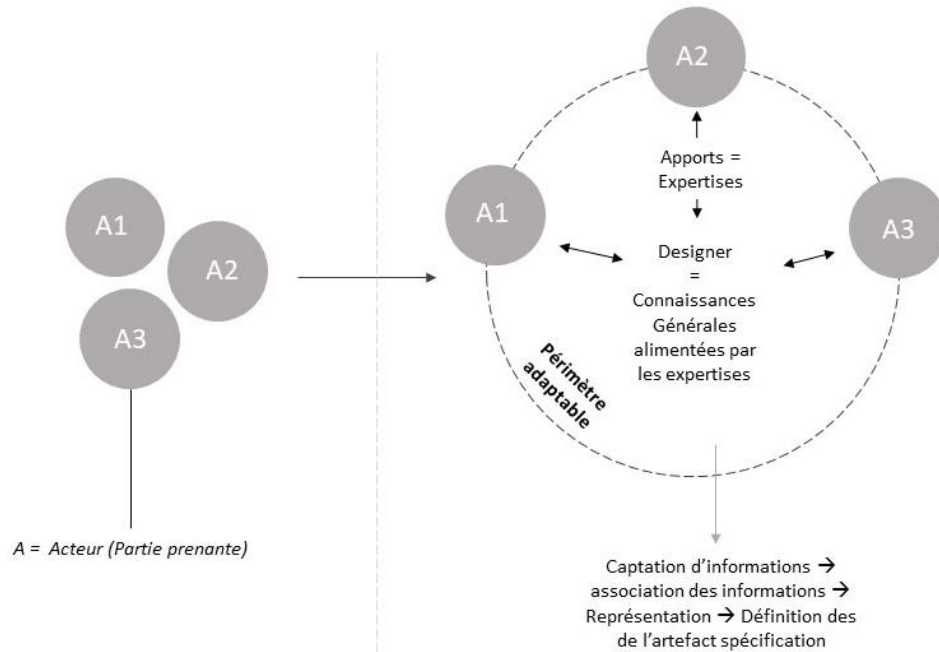 A1
A2
A3
A = Acteur (Partie prenante)
A2
A1
A3
Apports =
Expertises
Designer
=
Connaissances
Générales
alimentées par
les expertises
Périmètre
adaptable
Captation d’informations →
association des informations →
Représentation → Définition des
de l’artefact spécification